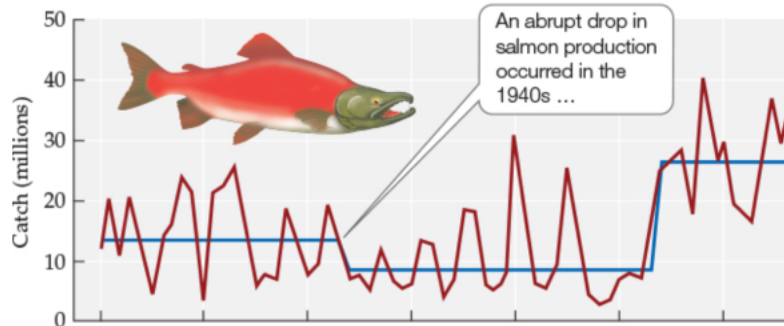 50
An abrupt drop in
salmon production
occurred in the
1940s ...
40
30
20
10
0
Catch (millions)